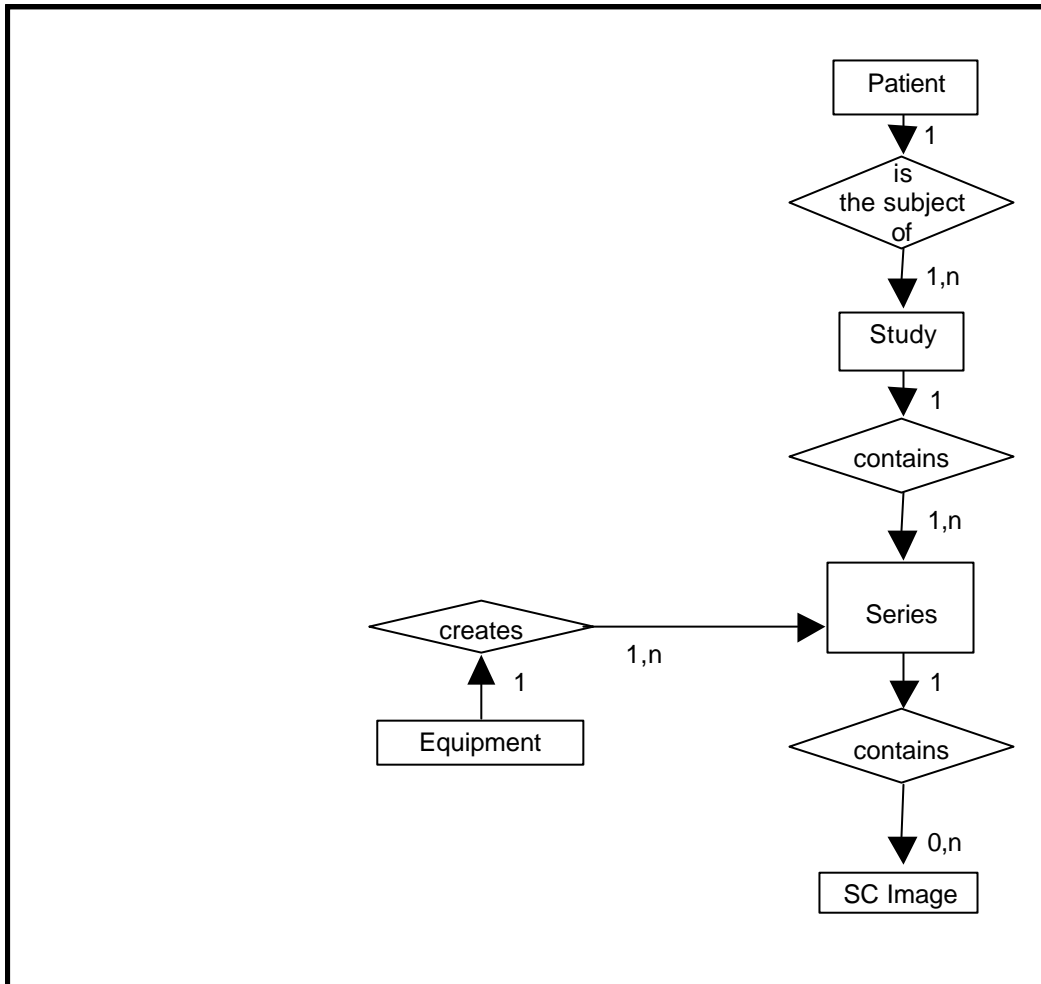 Patient
1
is
the subject
of
1,n
Study
1
contains
1,n
Series
creates
1,n
1
Equipment
1
contains
0,n
SC Image